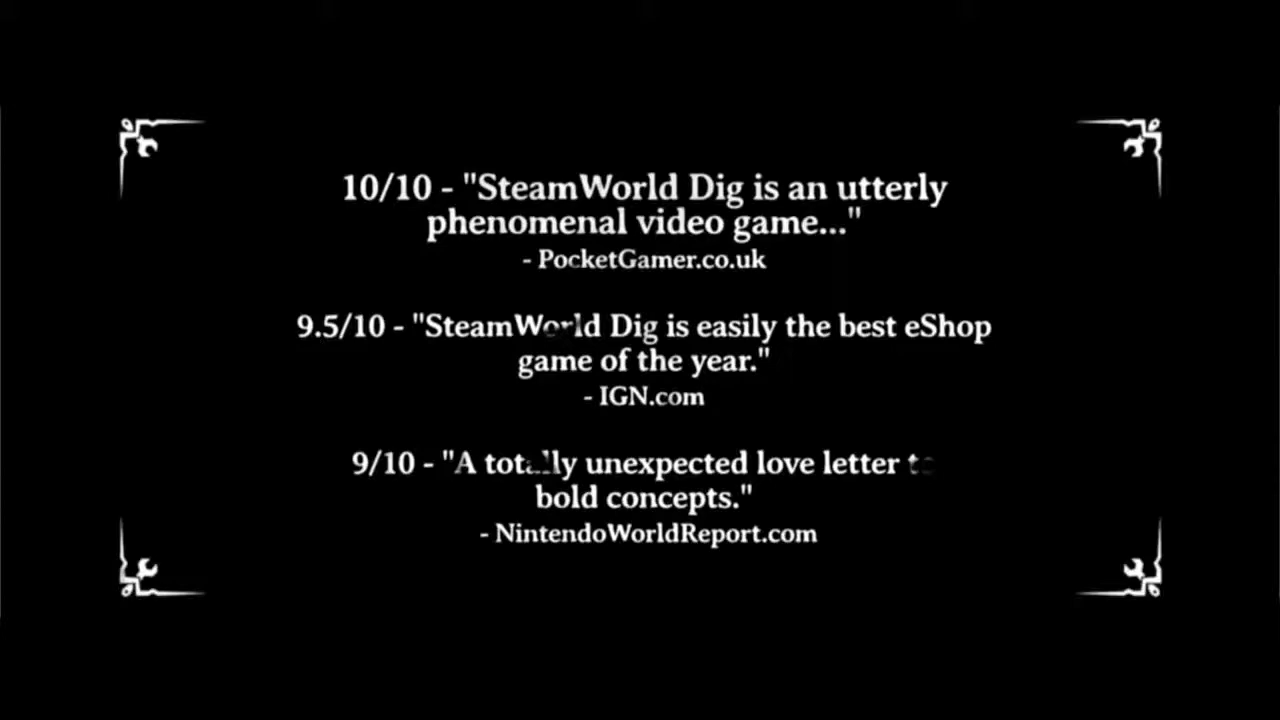 10/10 - "SteamWorld Dig is an utterly
phenomenal video game..."
- PocketGamer.co.uk
9.5/10 - "SteamWorld Dig is easily the best eShop
game of the year."
- IGN.com
9/10 - "A totally unexpected love letter to
bold concepts."
- NintendoWorldReport.com